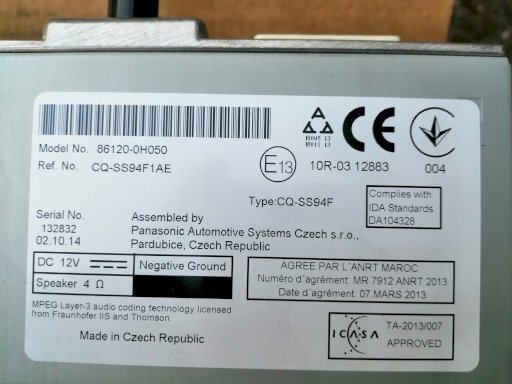 Model No. 86120-0H050
Ref. No. CQ-SS94F1AE
A
H005 13
H011 13
CE
E13
10R-03 12883
004
Type:CQ-SS94F
Complies with
IDA Standards
DA104328
Serial No.
132832
02.10.14
Assembled by
Panasonic Automotive Systems Czech s.r.o.,
Pardubice, Czech Republic
DC 12V
Negative Ground
Speaker 4 Ω
AGREE PAR L'ANRT MAROC
Numéro d'agrément: MR 7912 ANRT 2013
Date d'agrément: 07 MARS 2013
MPEG Layer-3 audio coding technology licensed
from Fraunhofer IIS and Thomson.
Made in Czech Republic
ICASA
TA-2013/007
APPROVED